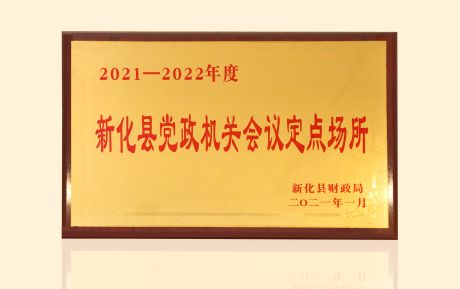 2021—2022年度
新化县党政机关会议定点场所
新化县财政局
二〇二一年一月